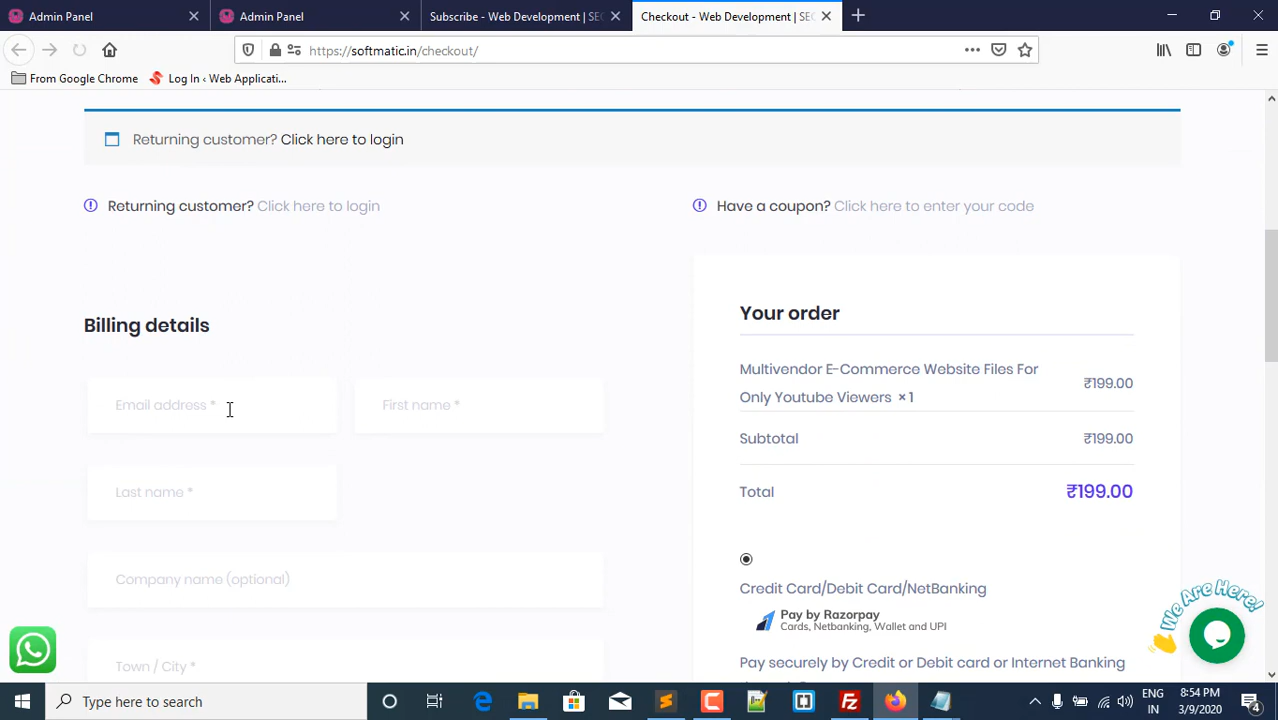 Admin Panel
Admin Panel
Subscribe - Web Development | SEO
Checkout - Web Development | SEO
https://softmatic.in/checkout/
From Google Chrome
Log In ‹ Web Applicati...
Returning customer? Click here to login
Returning customer? Click here to login
Have a coupon? Click here to enter your code
Billing details
Your order
Multivendor E-Commerce Website Files For
Only Youtube Viewers × 1
₹199.00
Email address *
First name *
Subtotal
₹199.00
Last name *
Total
₹199.00
Company name (optional)
Credit Card/Debit Card/NetBanking
Pay by Razorpay
Cards, Netbanking, Wallet and UPI
We Are Here!
Town / City *
Pay securely by Credit or Debit card or Internet Banking
Type here to search
ENG
IN
8:54 PM
3/9/2020
4